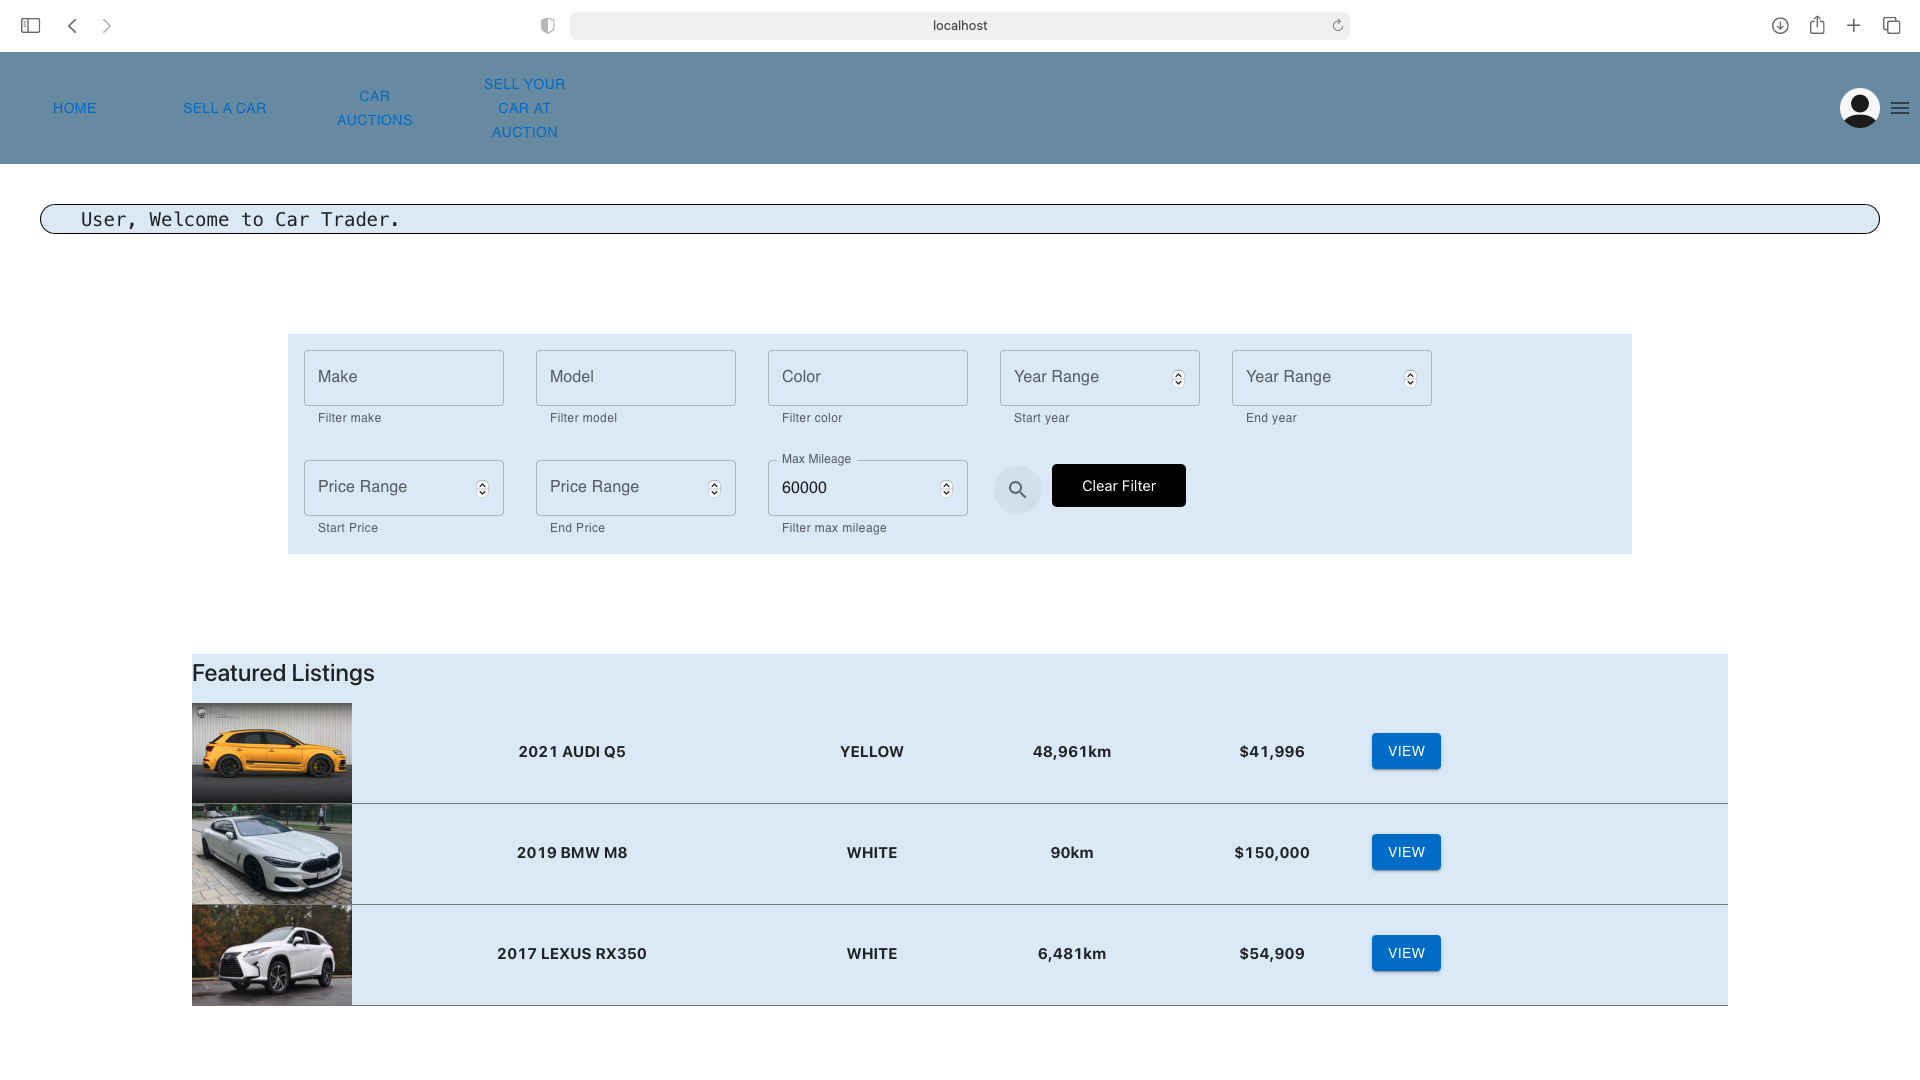 localhost
HOME
SELL A CAR
CAR
AUCTIONS
SELL YOUR
CAR AT
AUCTION
User, Welcome to Car Trader.
Make
Filter make
Model
Filter model
Color
Filter color
Year Range
Start year
Year Range
End year
Price Range
Start Price
Price Range
End Price
Max Mileage
60000
Filter max mileage
Clear Filter
Featured Listings
2021 AUDI Q5 YELLOW 48,961km $41,996 VIEW
2019 BMW M8 WHITE 90km $150,000 VIEW
2017 LEXUS RX350 WHITE 6,481km $54,909 VIEW